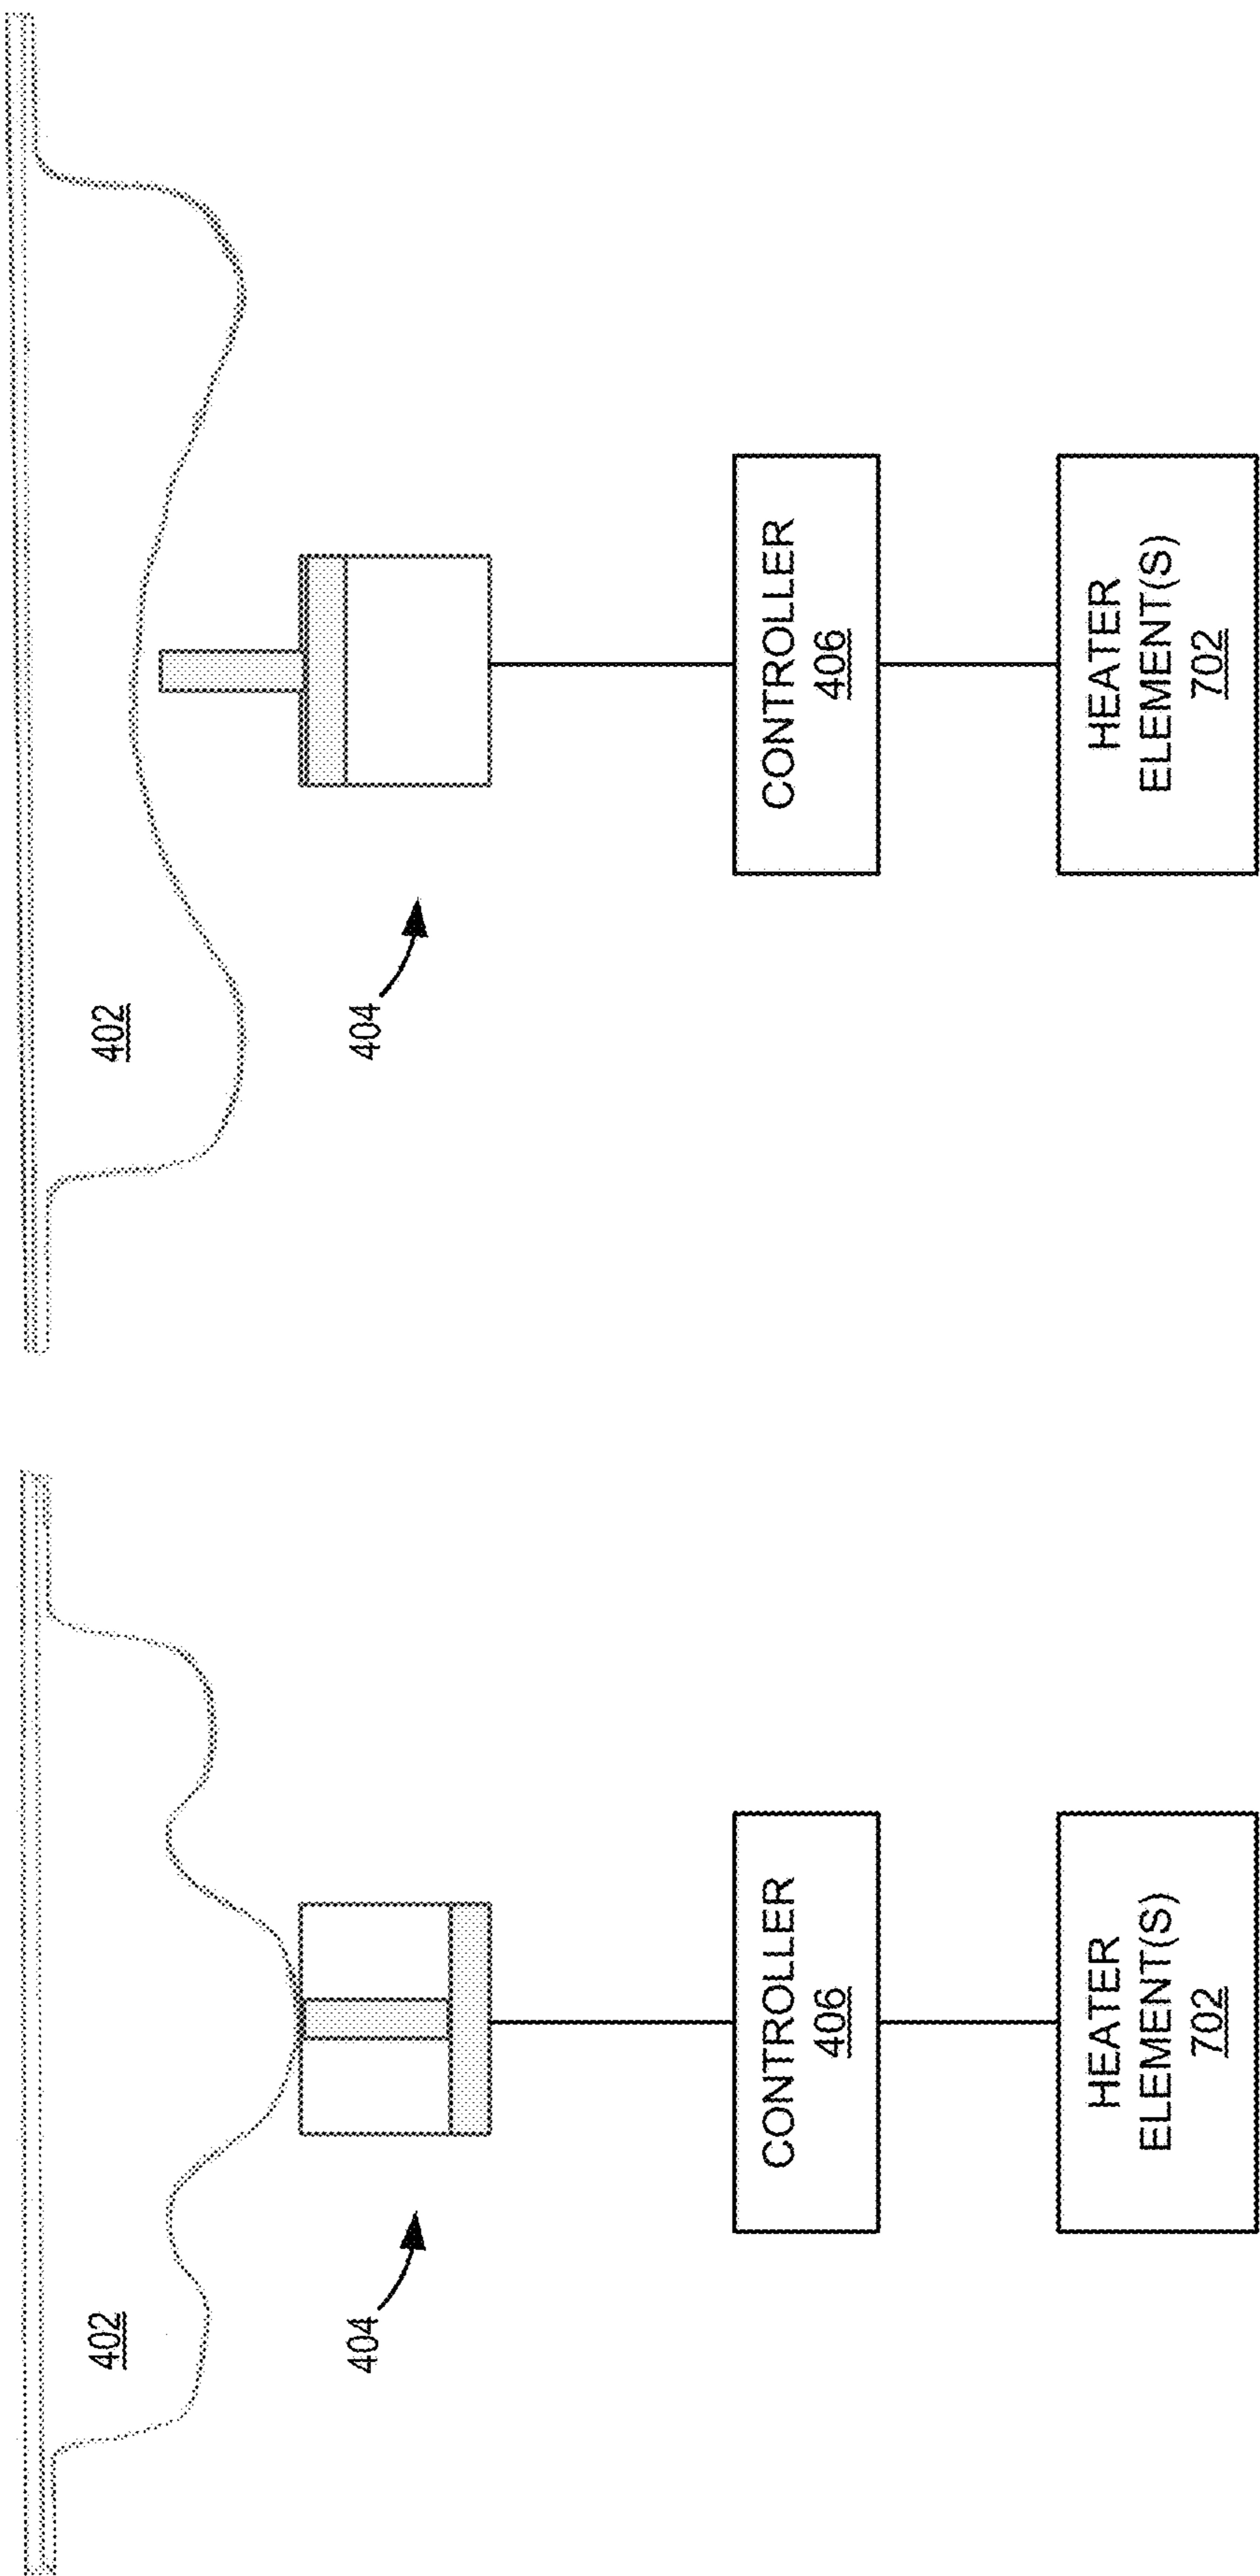 402
404
CONTROLLER
406
HEATER
ELEMENT(S)
702
402
404
CONTROLLER
406
HEATER
ELEMENT(S)
702